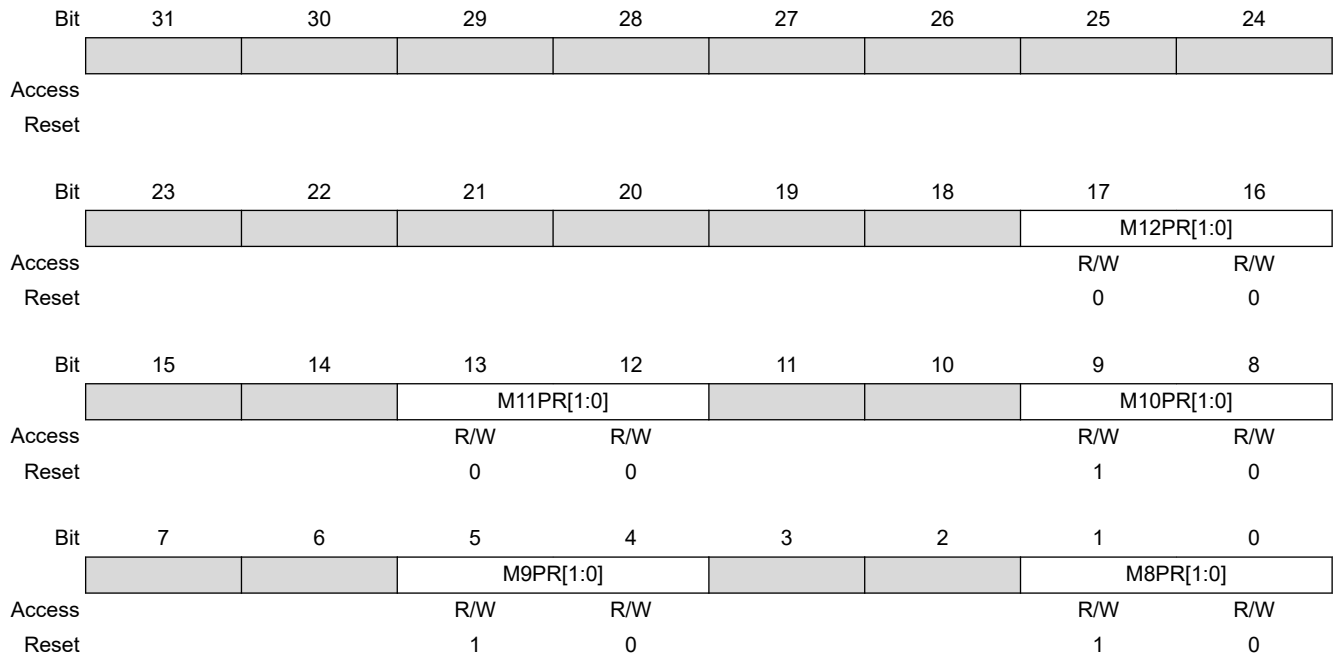 Bit 31 30 29 28 27 26 25 24
Access
Reset
Bit 23 22 21 20 19 18 17 16
M12PR[1:0]
Access R/W R/W
Reset 0 0
Bit 15 14 13 12 11 10 9 8
M11PR[1:0] M10PR[1:0]
Access R/W R/W R/W R/W
Reset 0 0 1 0
Bit 7 6 5 4 3 2 1 0
M9PR[1:0] M8PR[1:0]
Access R/W R/W R/W R/W
Reset 1 0 1 0